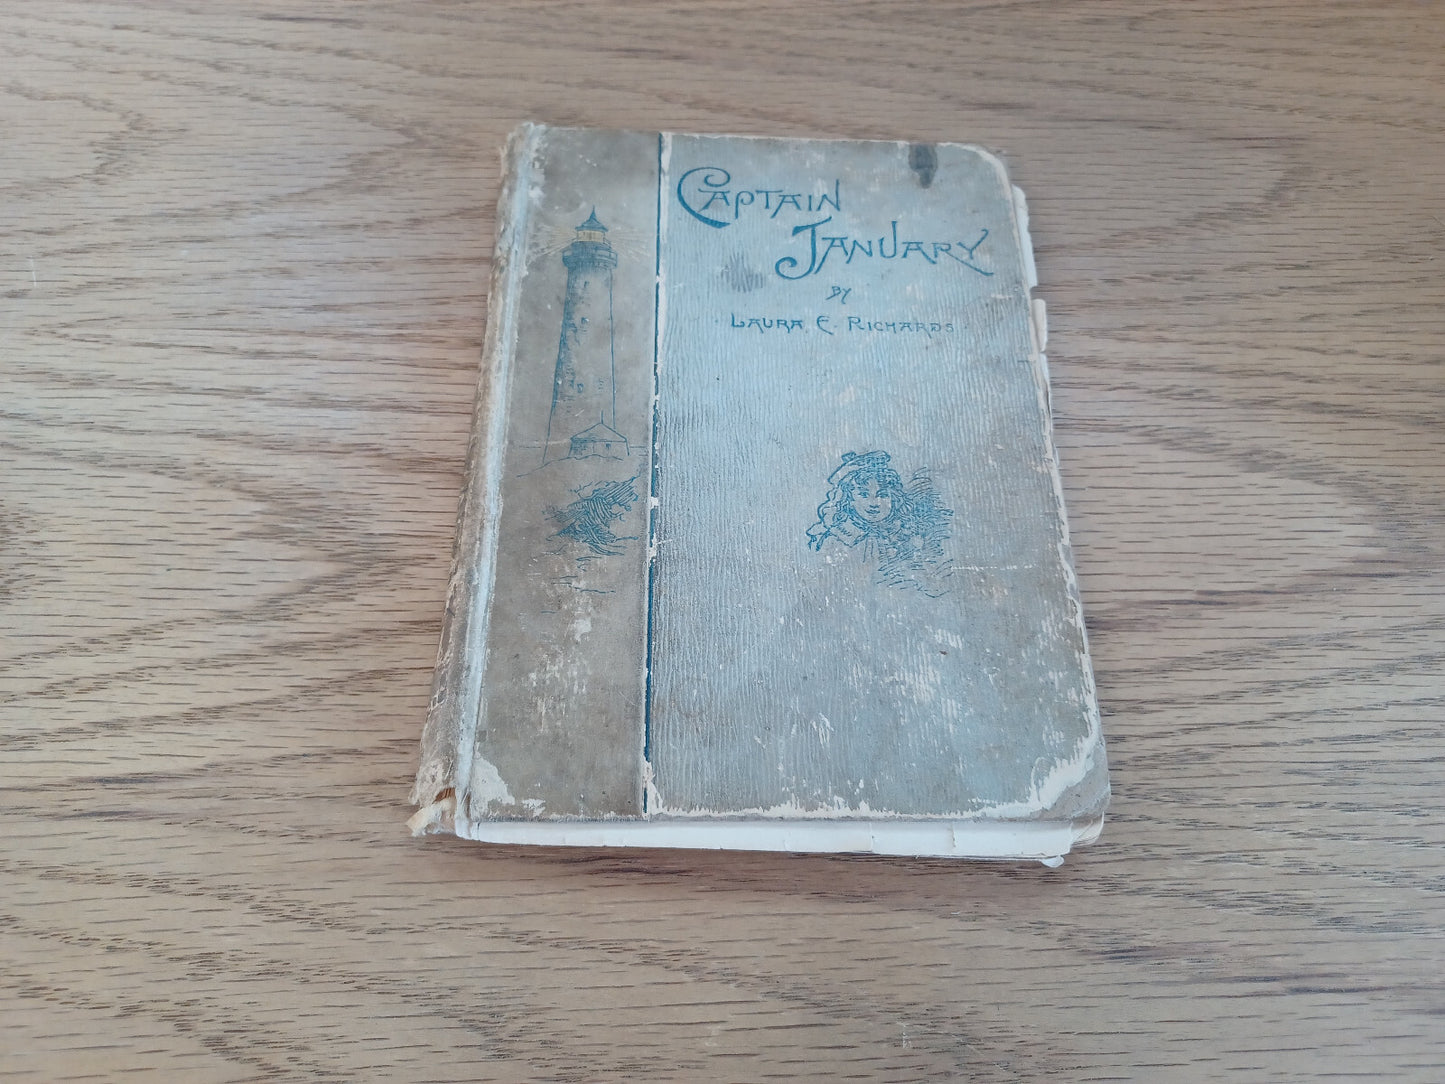 CAPTAIN
JANUARY
BY
LAURA E. RICHARDS.